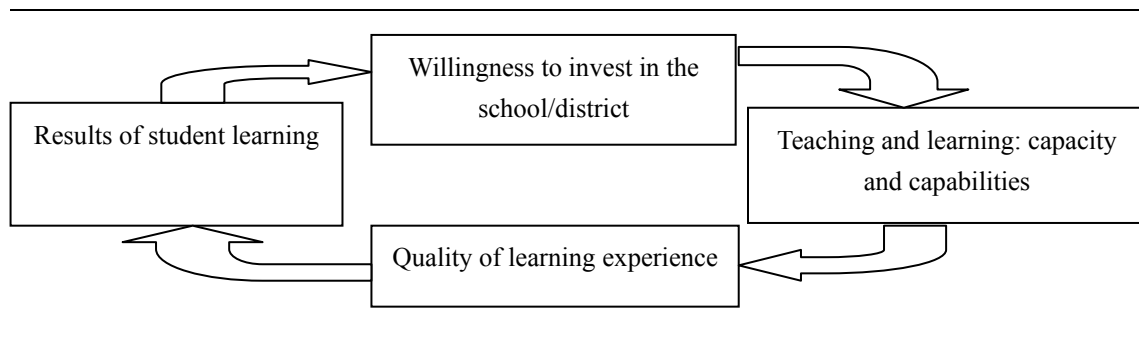 Willingness to invest in the
school/district
Results of student learning
Teaching and learning: capacity
and capabilities
Quality of learning experience